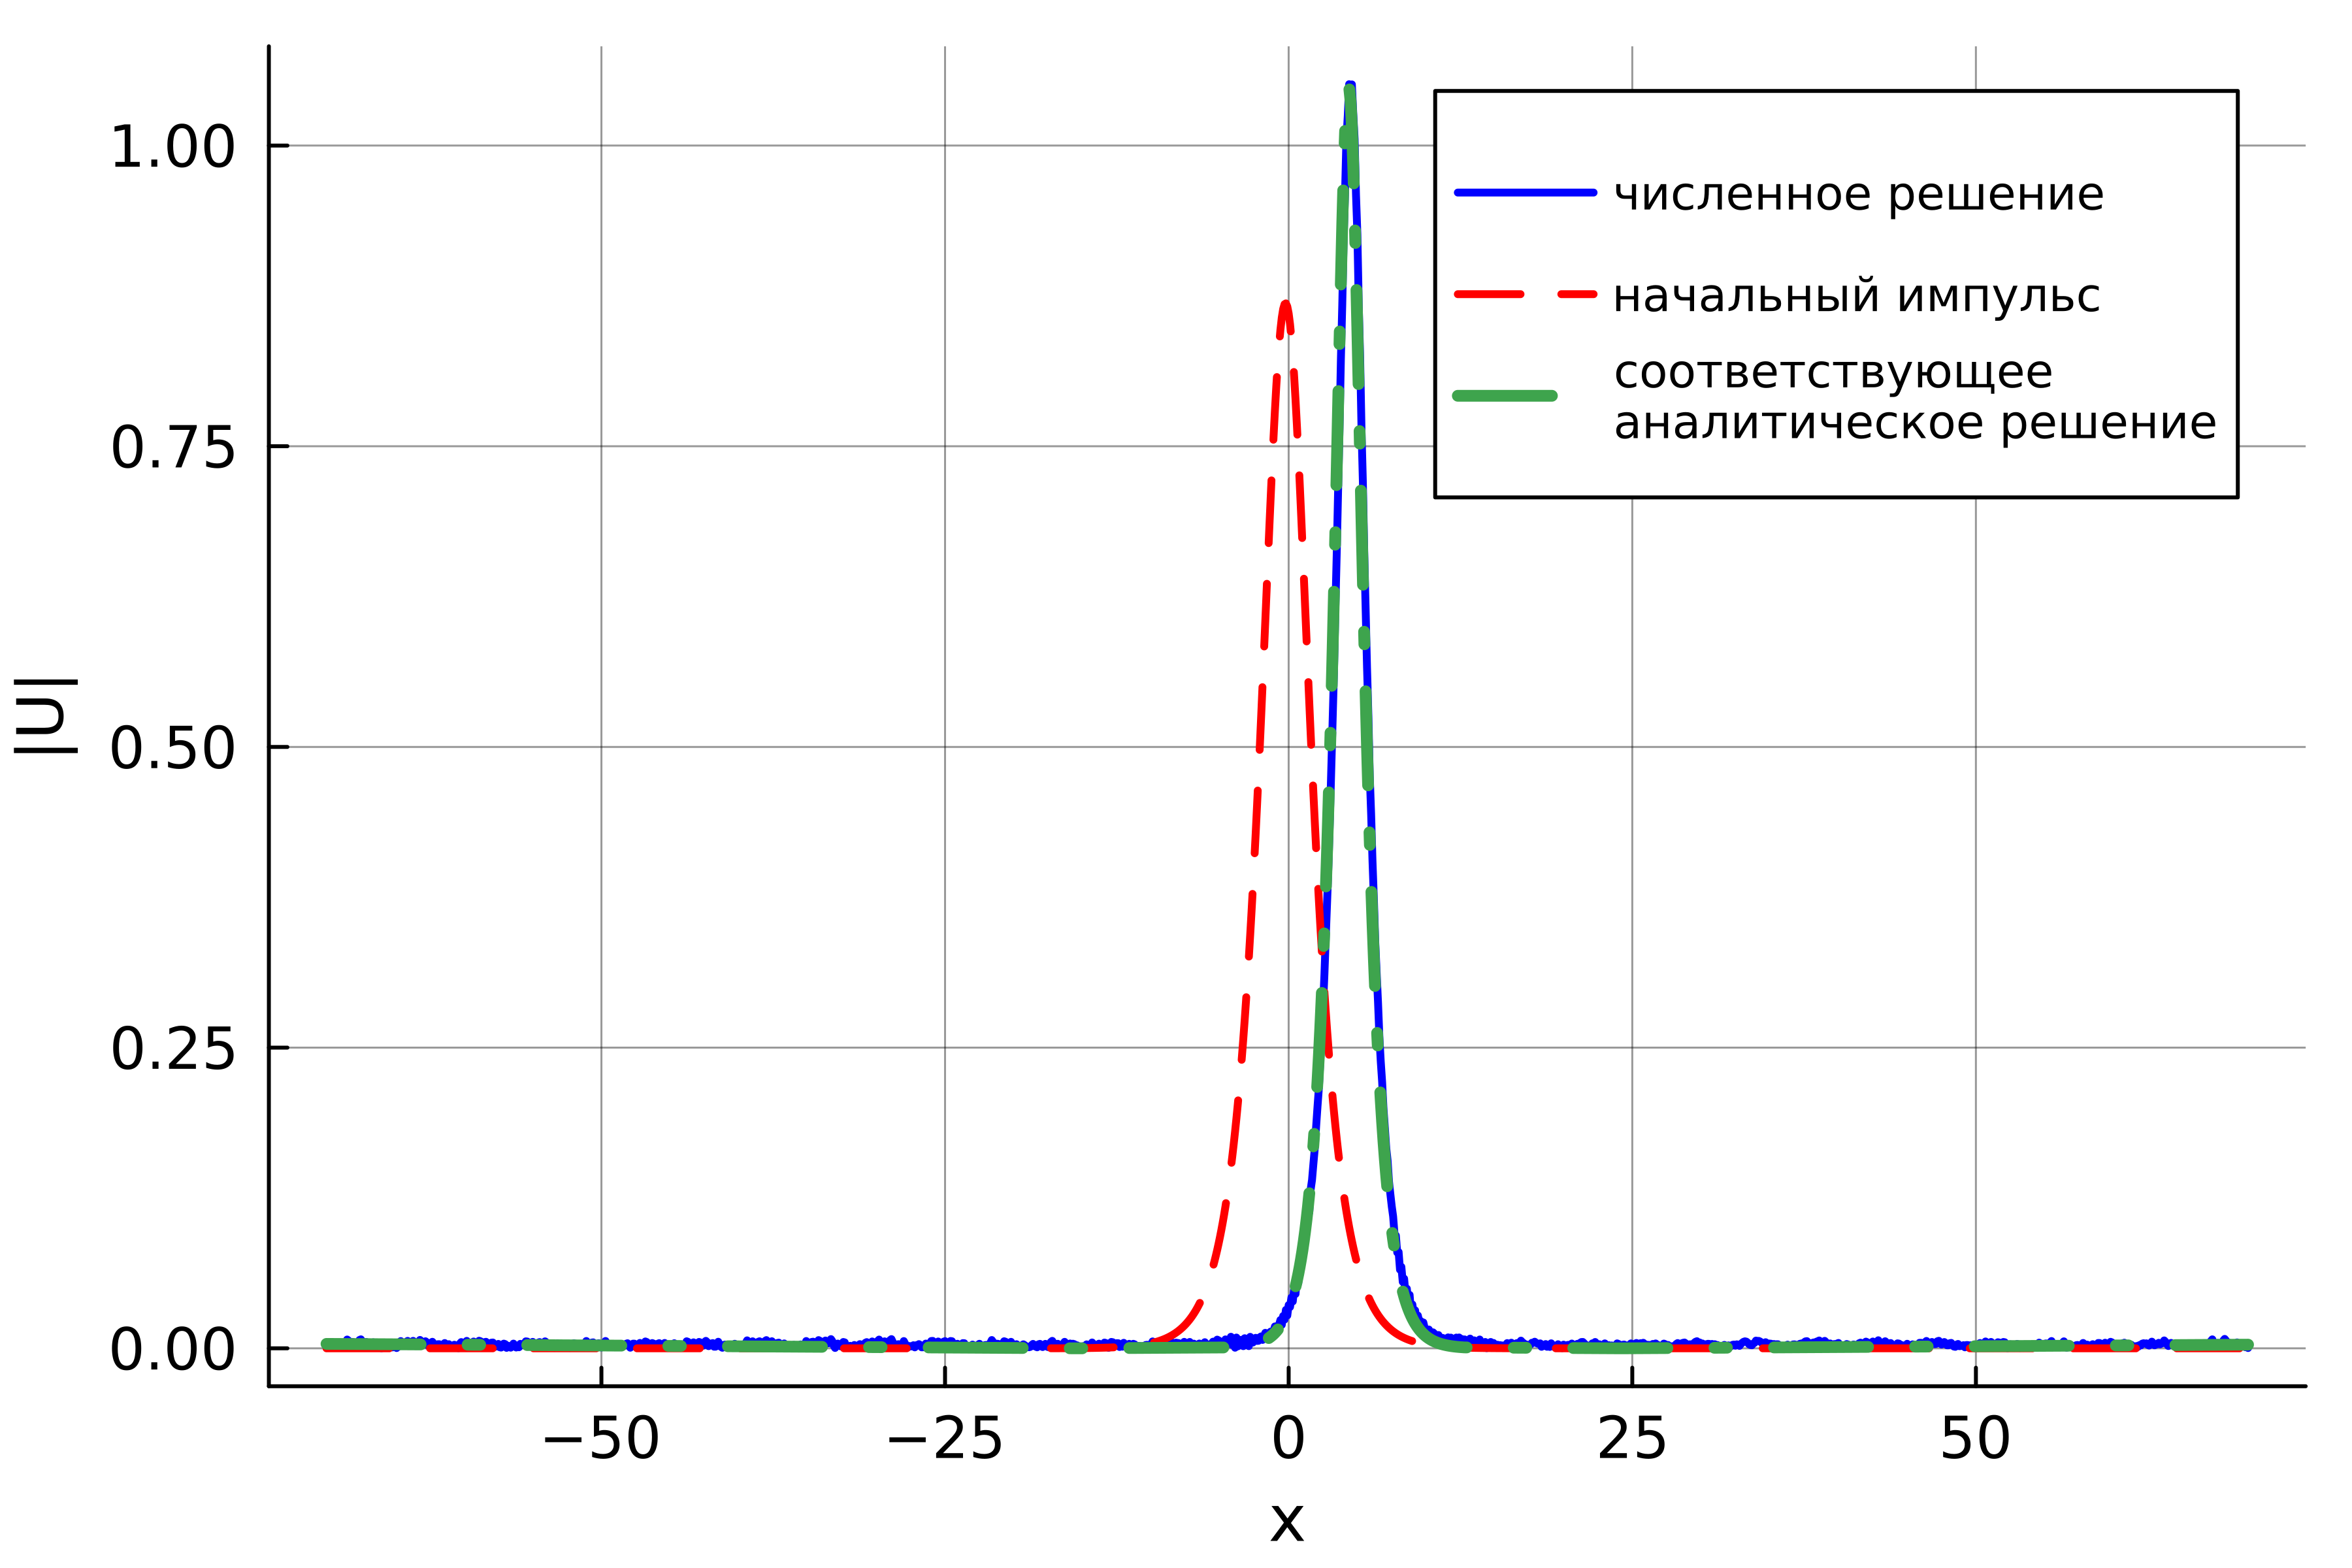 |U|
1.00
0.75
0.50
0.25
0.00
−50
−25
0
25
50
x
численное решение
начальный импульс
соответствующее
аналитическое решение